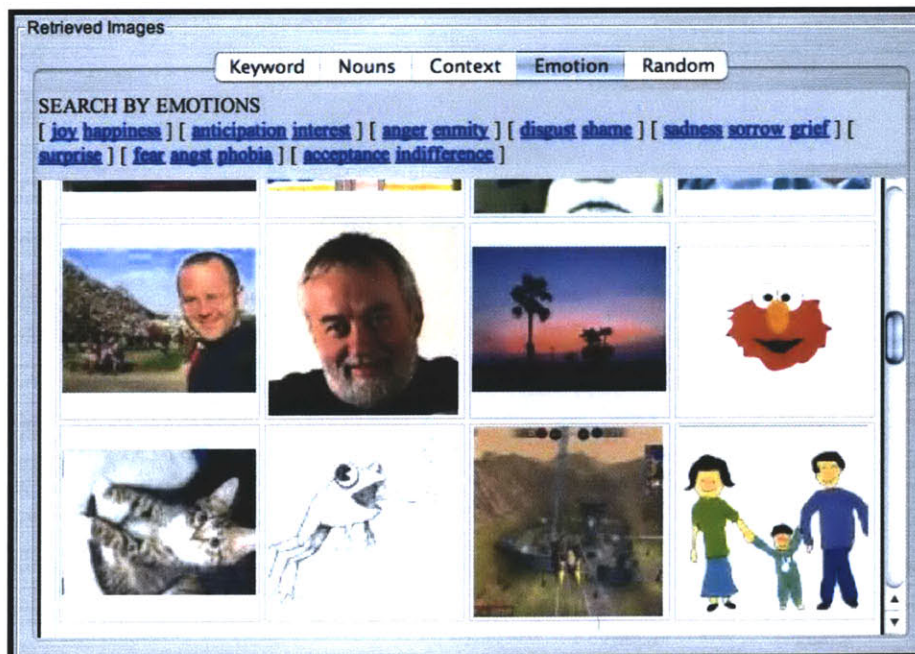 Retrieved Images
Keyword Nouns Context Emotion Random
SEARCH BY EMOTIONS
[ joy happiness ] [ anticipation interest ] [ anger enmity ] [ disgust shame ] [ sadness sorrow grief ] [
surprise ] [ fear angst phobia ] [ acceptance indifference ]